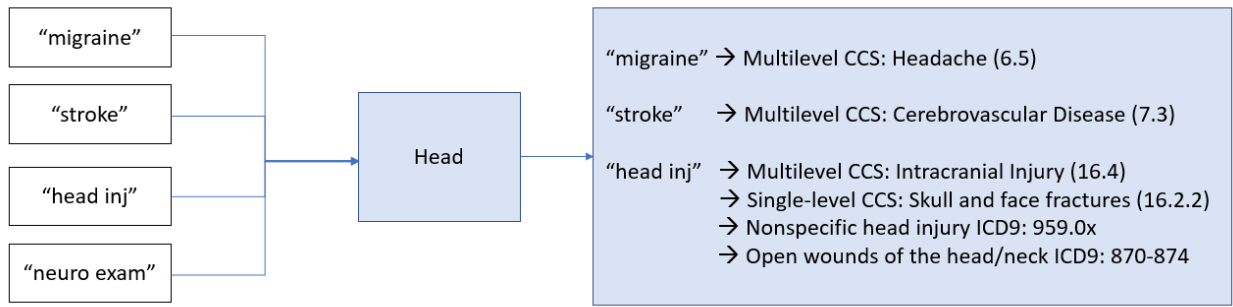 “migraine”
“stroke”
“head inj”
“neuro exam”
Head
“migraine” → Multilevel CCS: Headache (6.5)
“stroke” → Multilevel CCS: Cerebrovascular Disease (7.3)
“head inj” → Multilevel CCS: Intracranial Injury (16.4)
→ Single-level CCS: Skull and face fractures (16.2.2)
→ Nonspecific head injury ICD9: 959.0x
→ Open wounds of the head/neck ICD9: 870-874